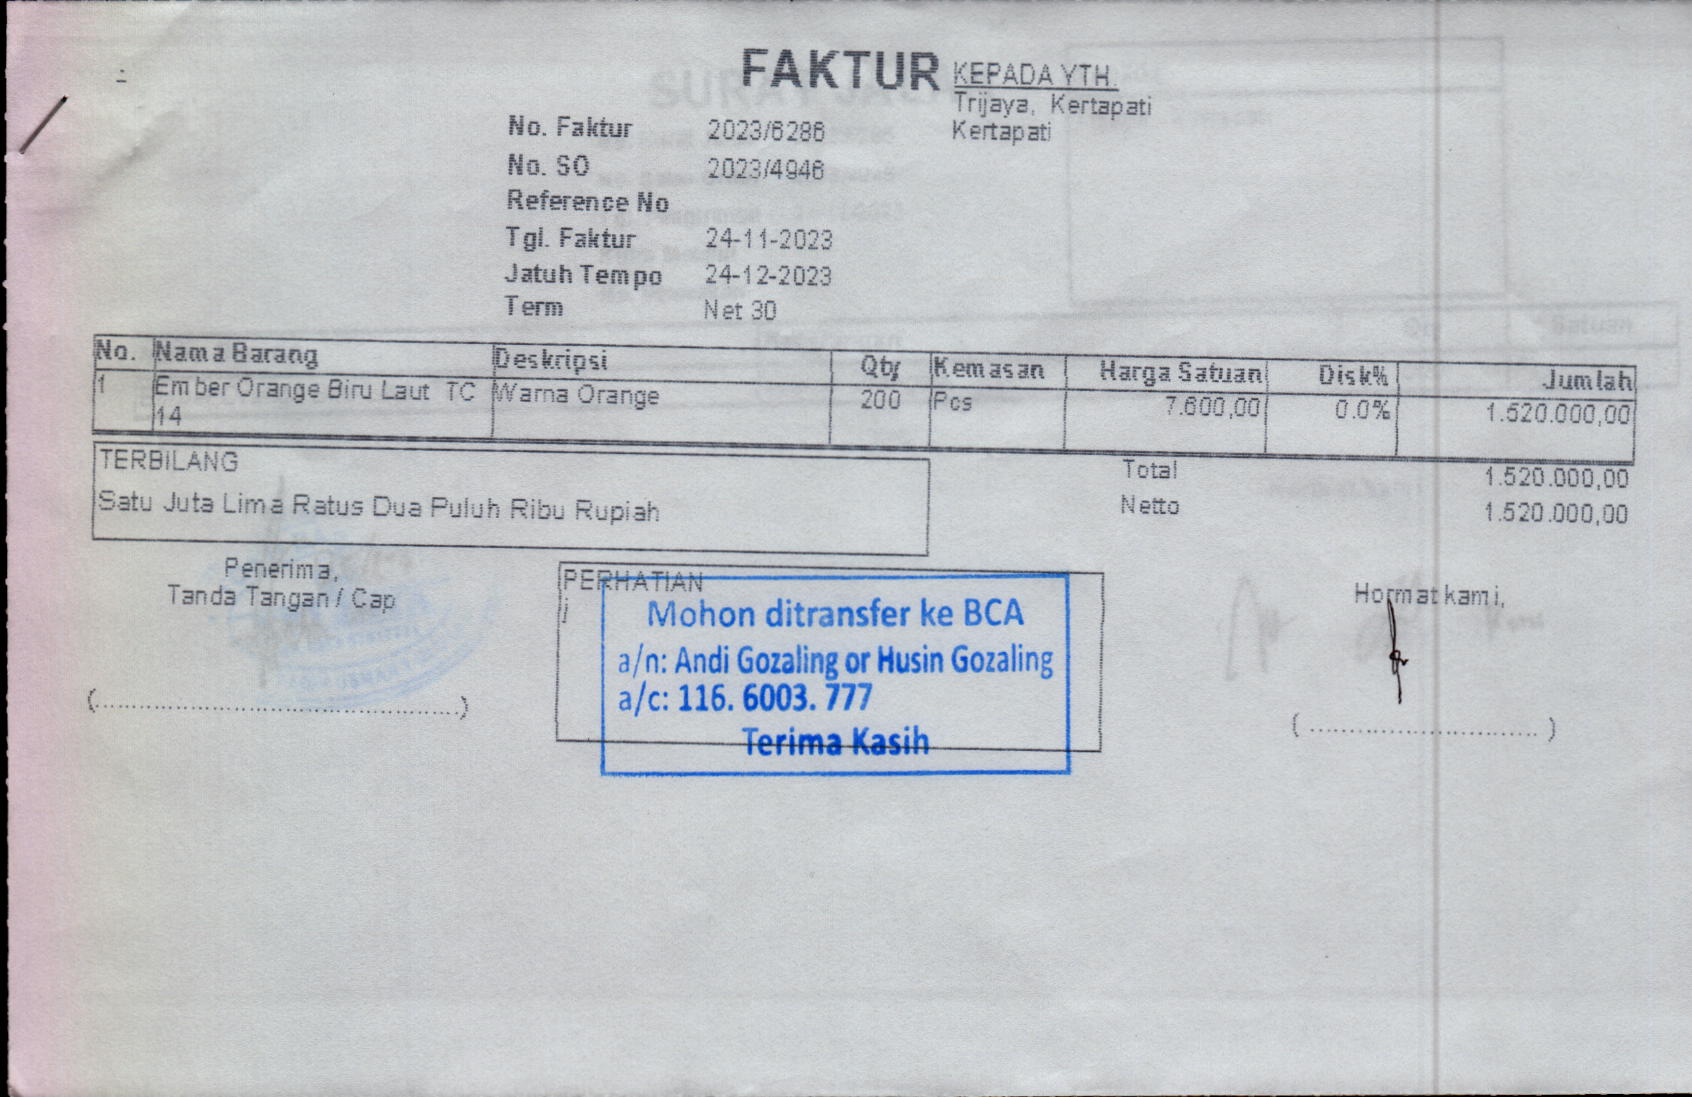 FAKTUR
KEPADA YTH.
Trijaya, Kertapati
Kertapati
No. Faktur 2023/6286
No. SO 2023/4946
Reference No
Tgl. Faktur 24-11-2023
Jatuh Tempo 24-12-2023
Term Net 30
No. Nama Barang Deskripsi Qty Kemasan Harga Satuan Disk% Jumlah
1 Ember Orange Biru Laut TC Warna Orange 200 Pcs 7.600,00 0.0% 1.520.000,00
14
TERBILANG
Satu Juta Lima Ratus Dua Puluh Ribu Rupiah
Total 1.520.000,00
Netto 1.520.000,00
Penerima,
Tanda Tangan / Cap
(............................................)
PERHATIAN
j
Mohon ditransfer ke BCA
a/n: Andi Gozaling or Husin Gozaling
a/c: 116. 6003. 777
Terima Kasih
Hormat kami,
(............................)